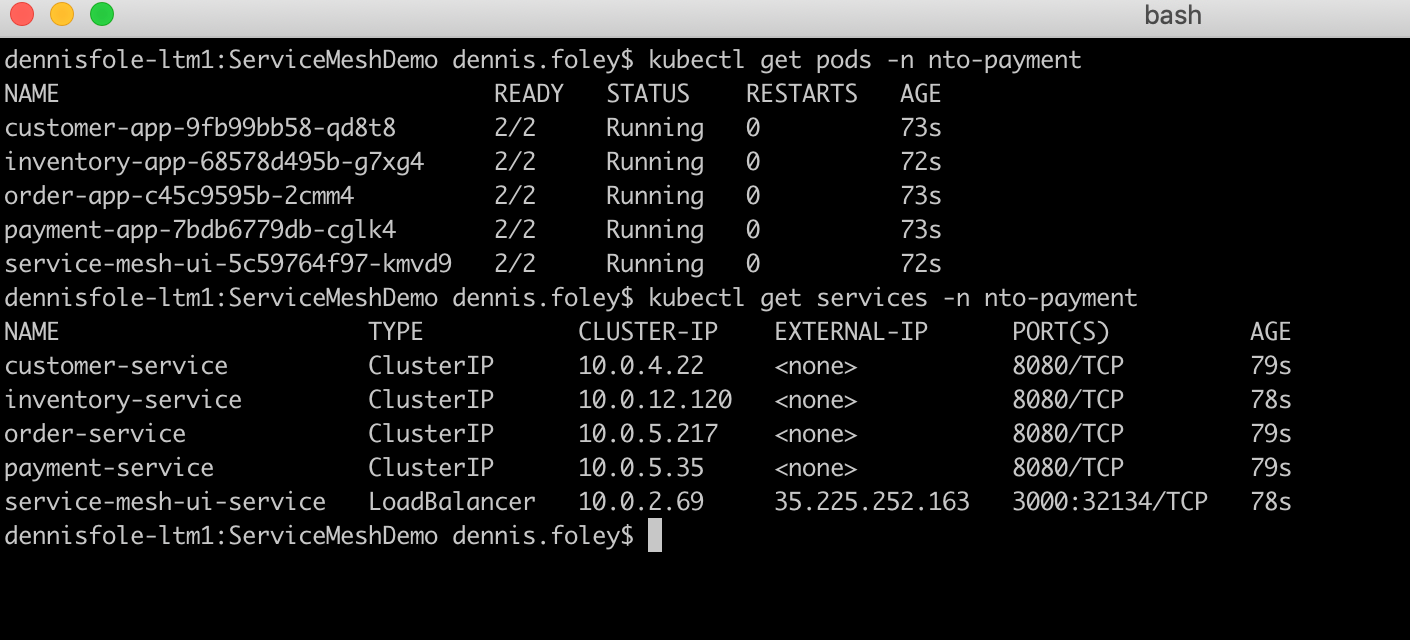 bash
dennisfole-ltm1:ServiceMeshDemo dennis.foley$ kubectl get pods -n nto-payment
NAME READY STATUS RESTARTS AGE
customer-app-9fb99bb58-qd8t8 2/2 Running 0 73s
inventory-app-68578d495b-g7xg4 2/2 Running 0 72s
order-app-c45c9595b-2cmm4 2/2 Running 0 73s
payment-app-7bdb6779db-cglk4 2/2 Running 0 73s
service-mesh-ui-5c59764f97-kmvd9 2/2 Running 0 72s
dennisfole-ltm1:ServiceMeshDemo dennis.foley$ kubectl get services -n nto-payment
NAME TYPE CLUSTER-IP EXTERNAL-IP PORT(S) AGE
customer-service ClusterIP 10.0.4.22 <none> 8080/TCP 79s
inventory-service ClusterIP 10.0.12.120 <none> 8080/TCP 78s
order-service ClusterIP 10.0.5.217 <none> 8080/TCP 79s
payment-service ClusterIP 10.0.5.35 <none> 8080/TCP 79s
service-mesh-ui-service LoadBalancer 10.0.2.69 35.225.252.163 3000:32134/TCP 78s
dennisfole-ltm1:ServiceMeshDemo dennis.foley$